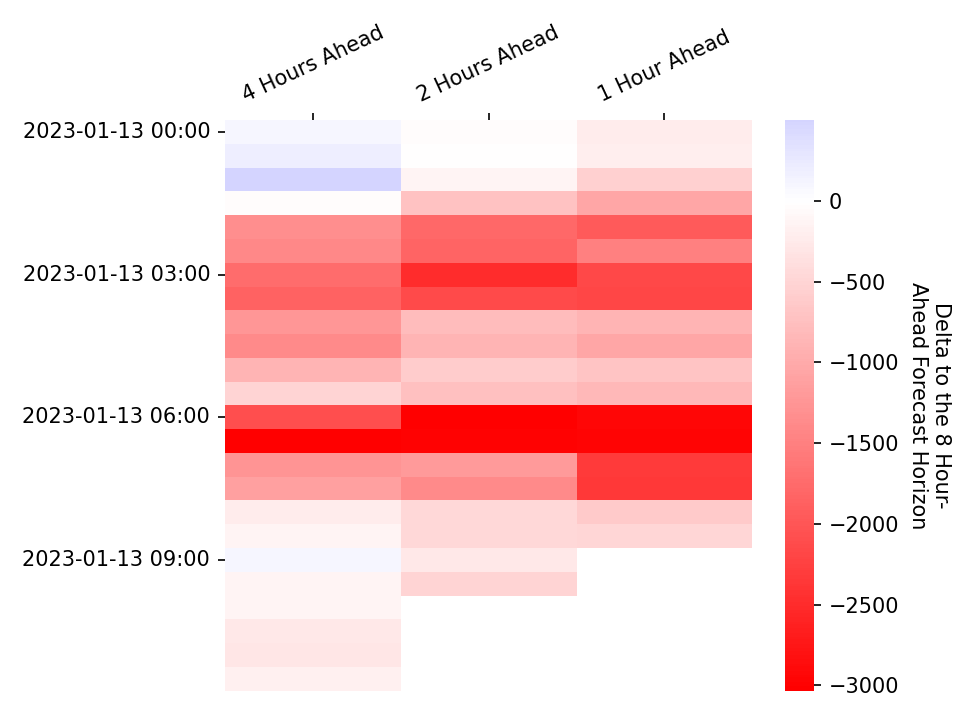 4 Hours Ahead
2 Hours Ahead
1 Hour Ahead
2023-01-13 00:00
2023-01-13 03:00
2023-01-13 06:00
2023-01-13 09:00
0
−500
−1000
−1500
−2000
−2500
−3000
Delta to the 8 Hour-
Ahead Forecast Horizon